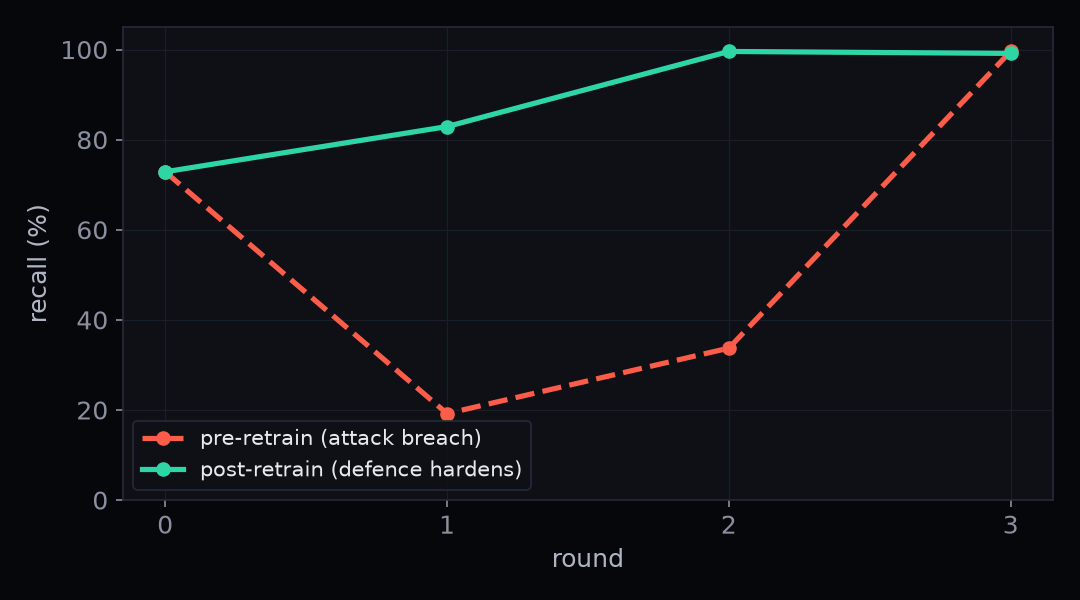 100
80
60
40
20
0
recall (%)
pre-retrain (attack breach)
post-retrain (defence hardens)
0 1 2 3
round